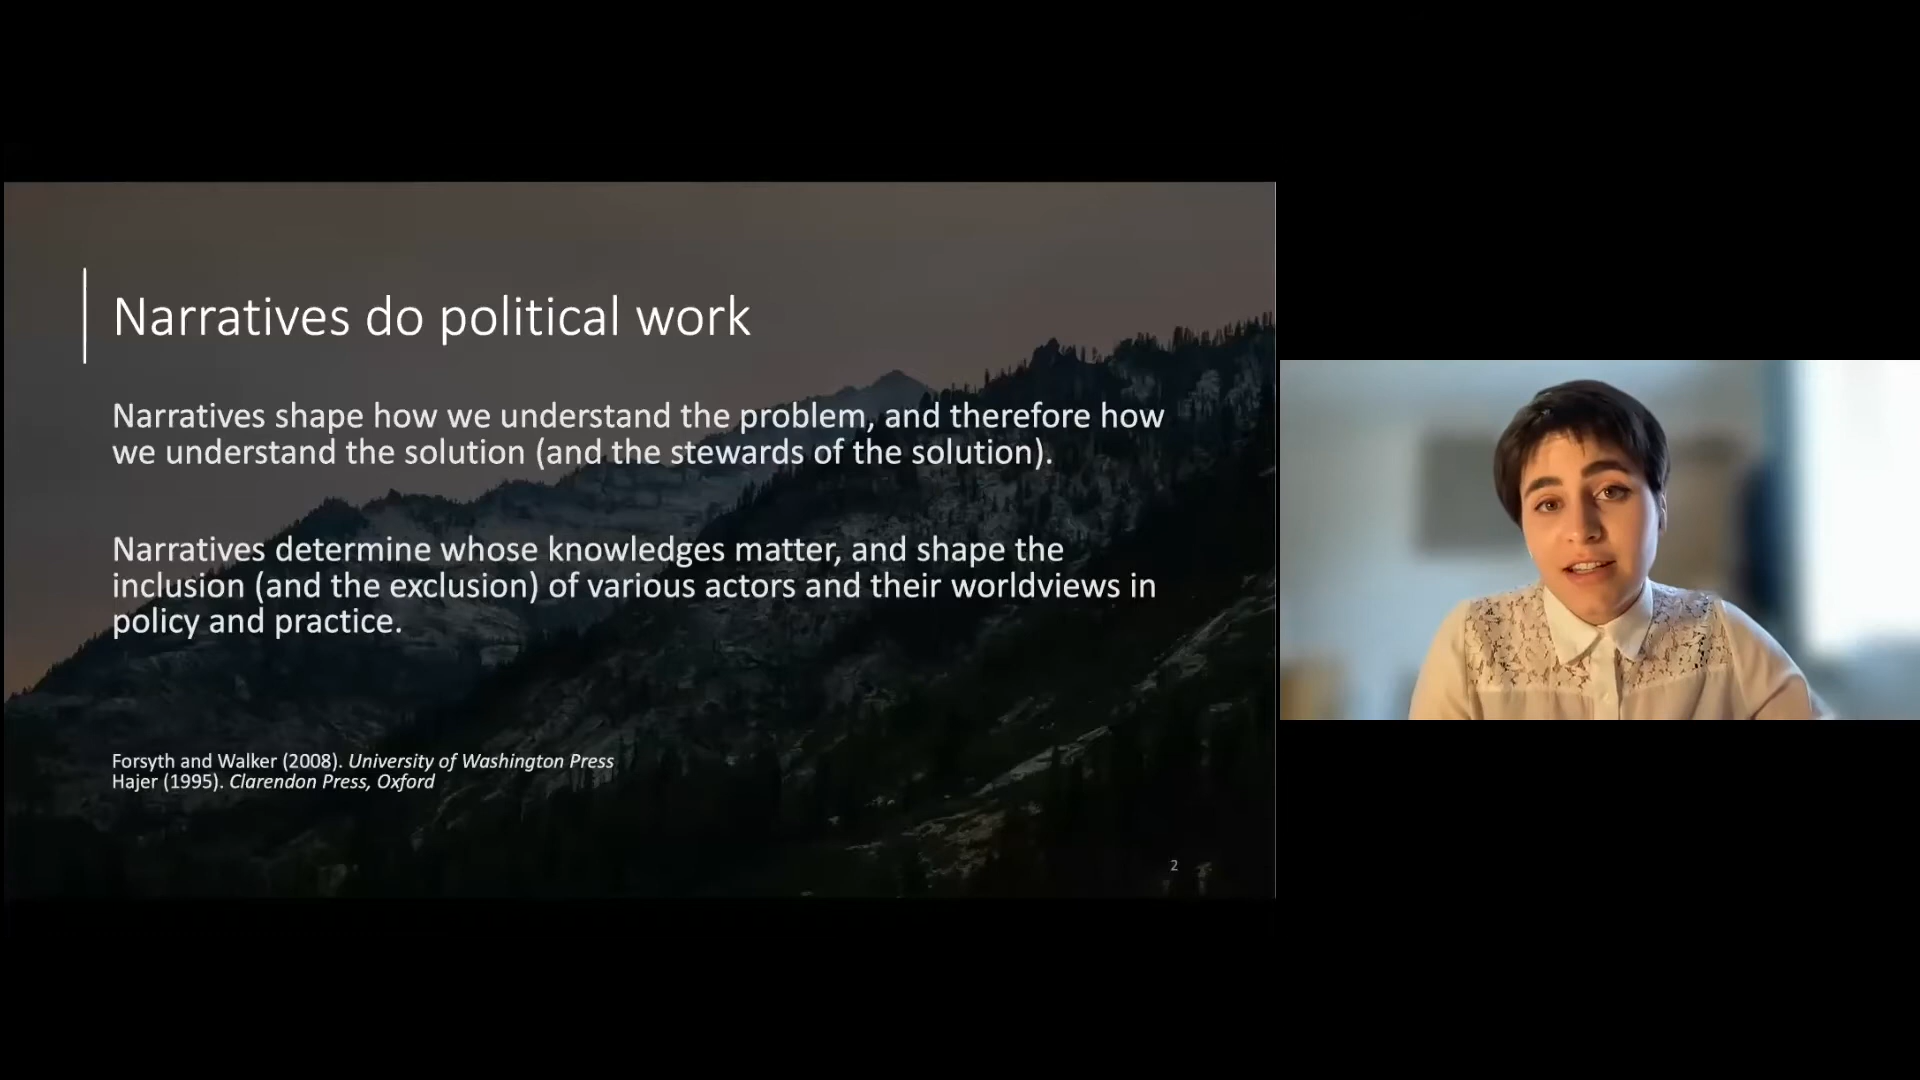 Narratives do political work
Narratives shape how we understand the problem, and therefore how
we understand the solution (and the stewards of the solution).
Narratives determine whose knowledges matter, and shape the
inclusion (and the exclusion) of various actors and their worldviews in
policy and practice.
Forsyth and Walker (2008). University of Washington Press
Hajer (1995). Clarendon Press, Oxford
2